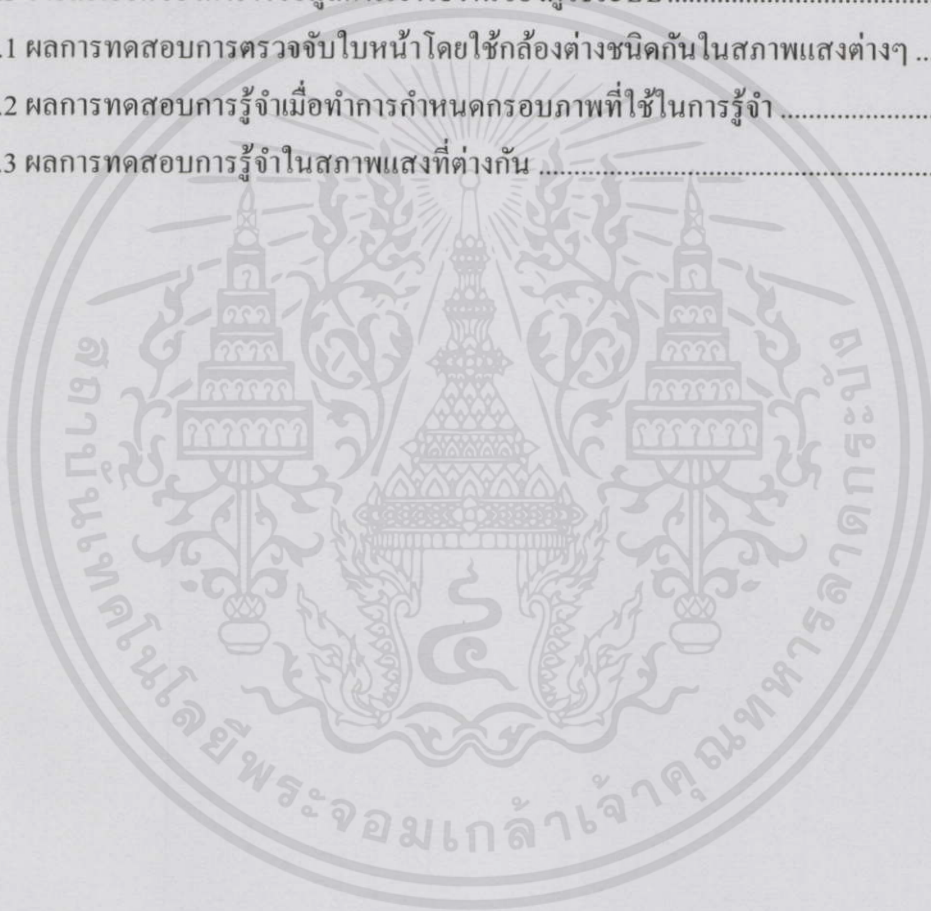 .1 ผลการทดสอบการตรวจจับใบหน้าโดยใช้กล้องต่างชนิดกันในสภาพแสงต่างๆ ..
.2 ผลการทดสอบการรู้จำเมื่อทำการกำหนดกรอบภาพที่ใช้ในการรู้จำ ....................
.3 ผลการทดสอบการรู้จำในสภาพแสงที่ต่างกัน ..................................................
สถาบันเทคโนโลยีพระจอมเกล้าเจ้าคุณทหารลาดกระบัง